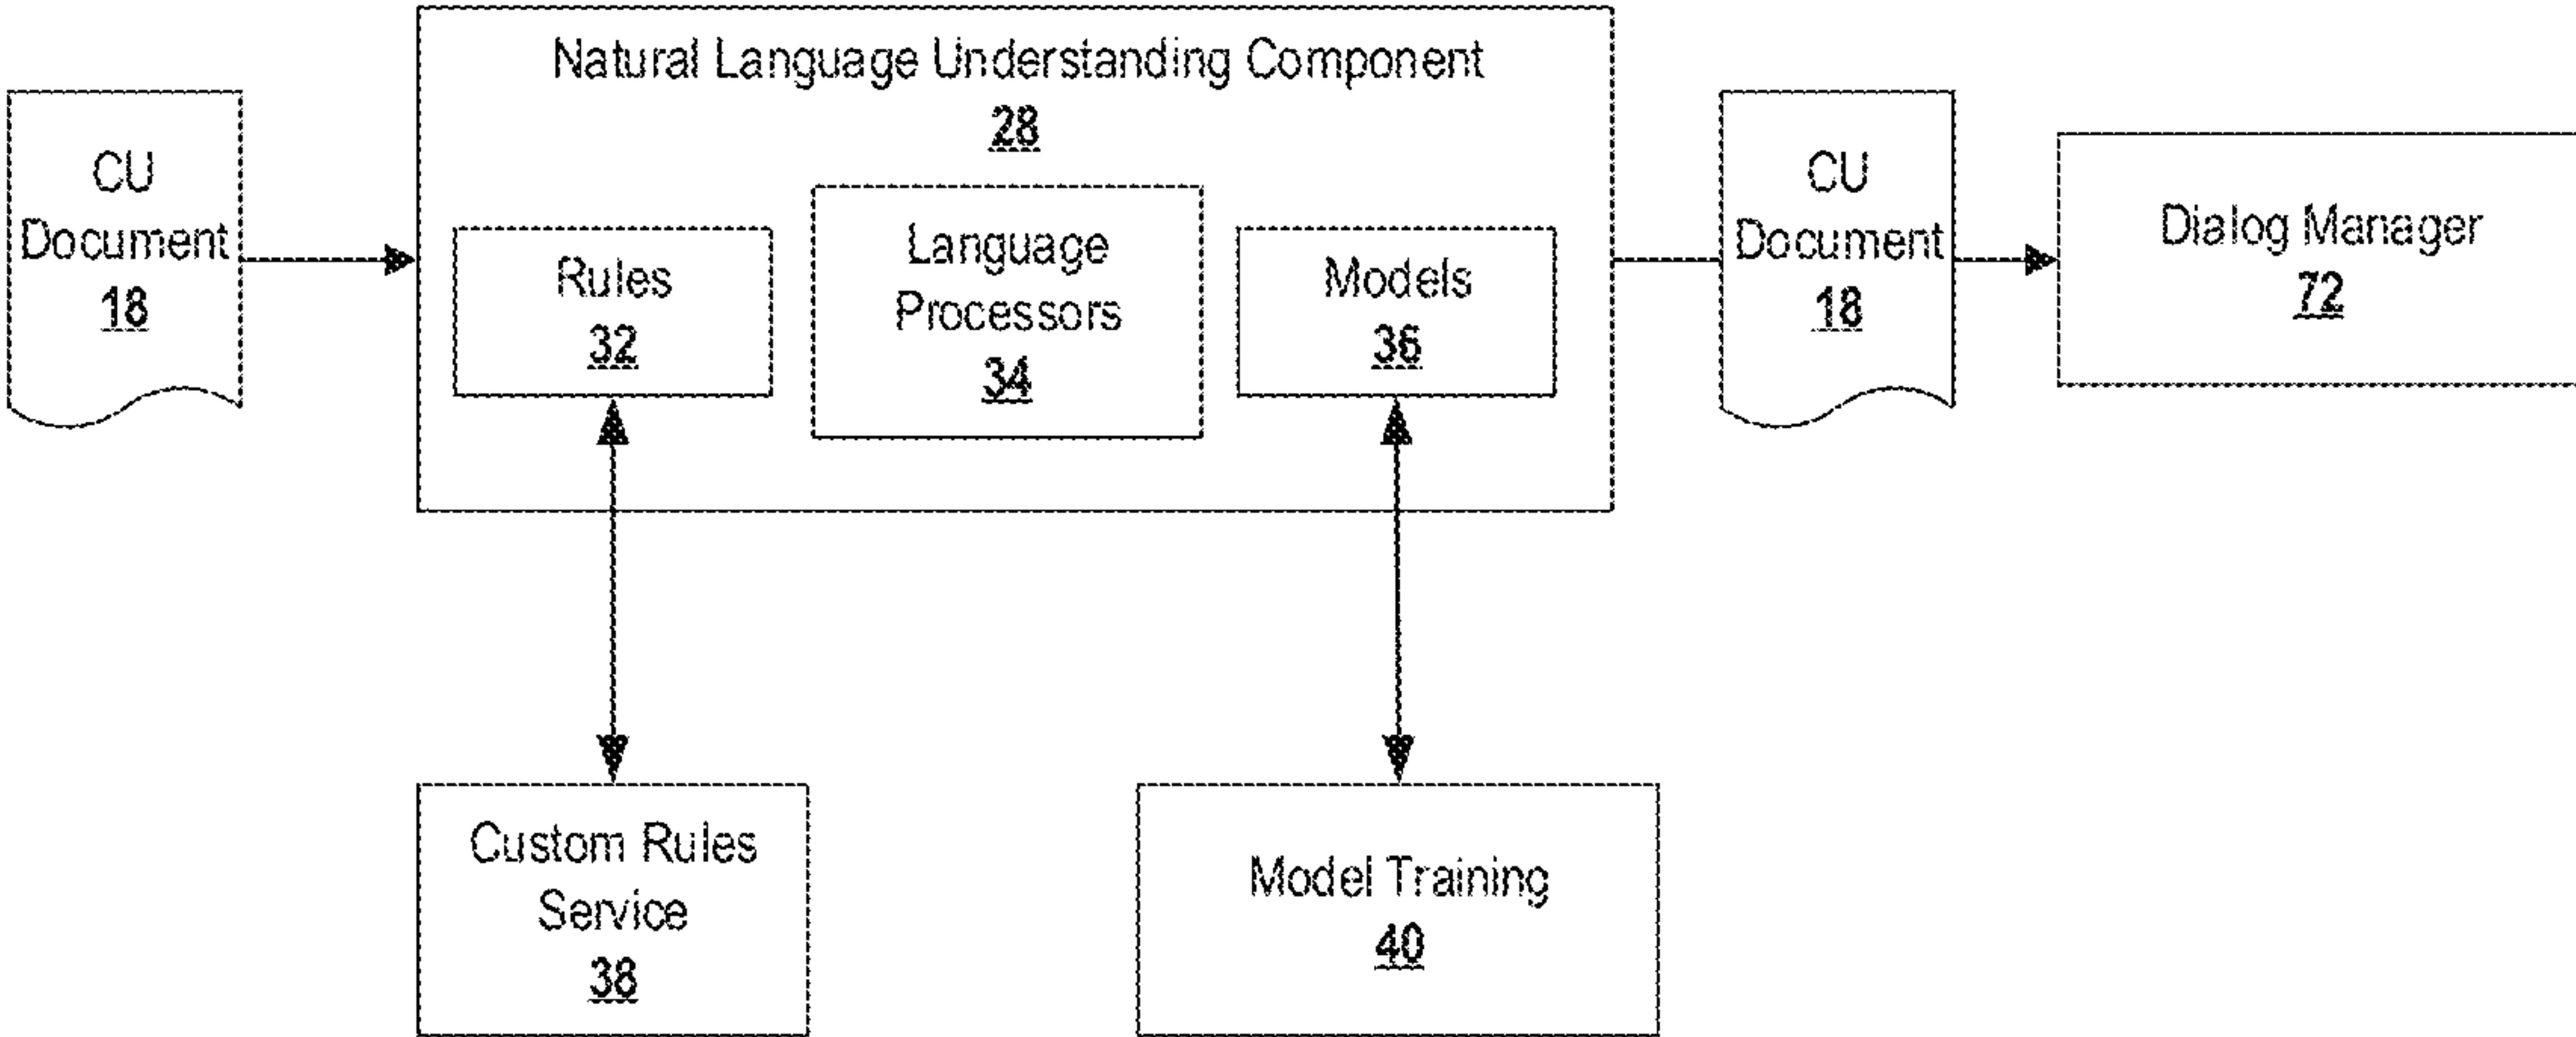 Natural Language Understanding Component
28
CU
Document
18
Rules
32
Language
Processors
34
Models
36
CU
Document
18
Dialog Manager
72
Custom Rules
Service
38
Model Training
40